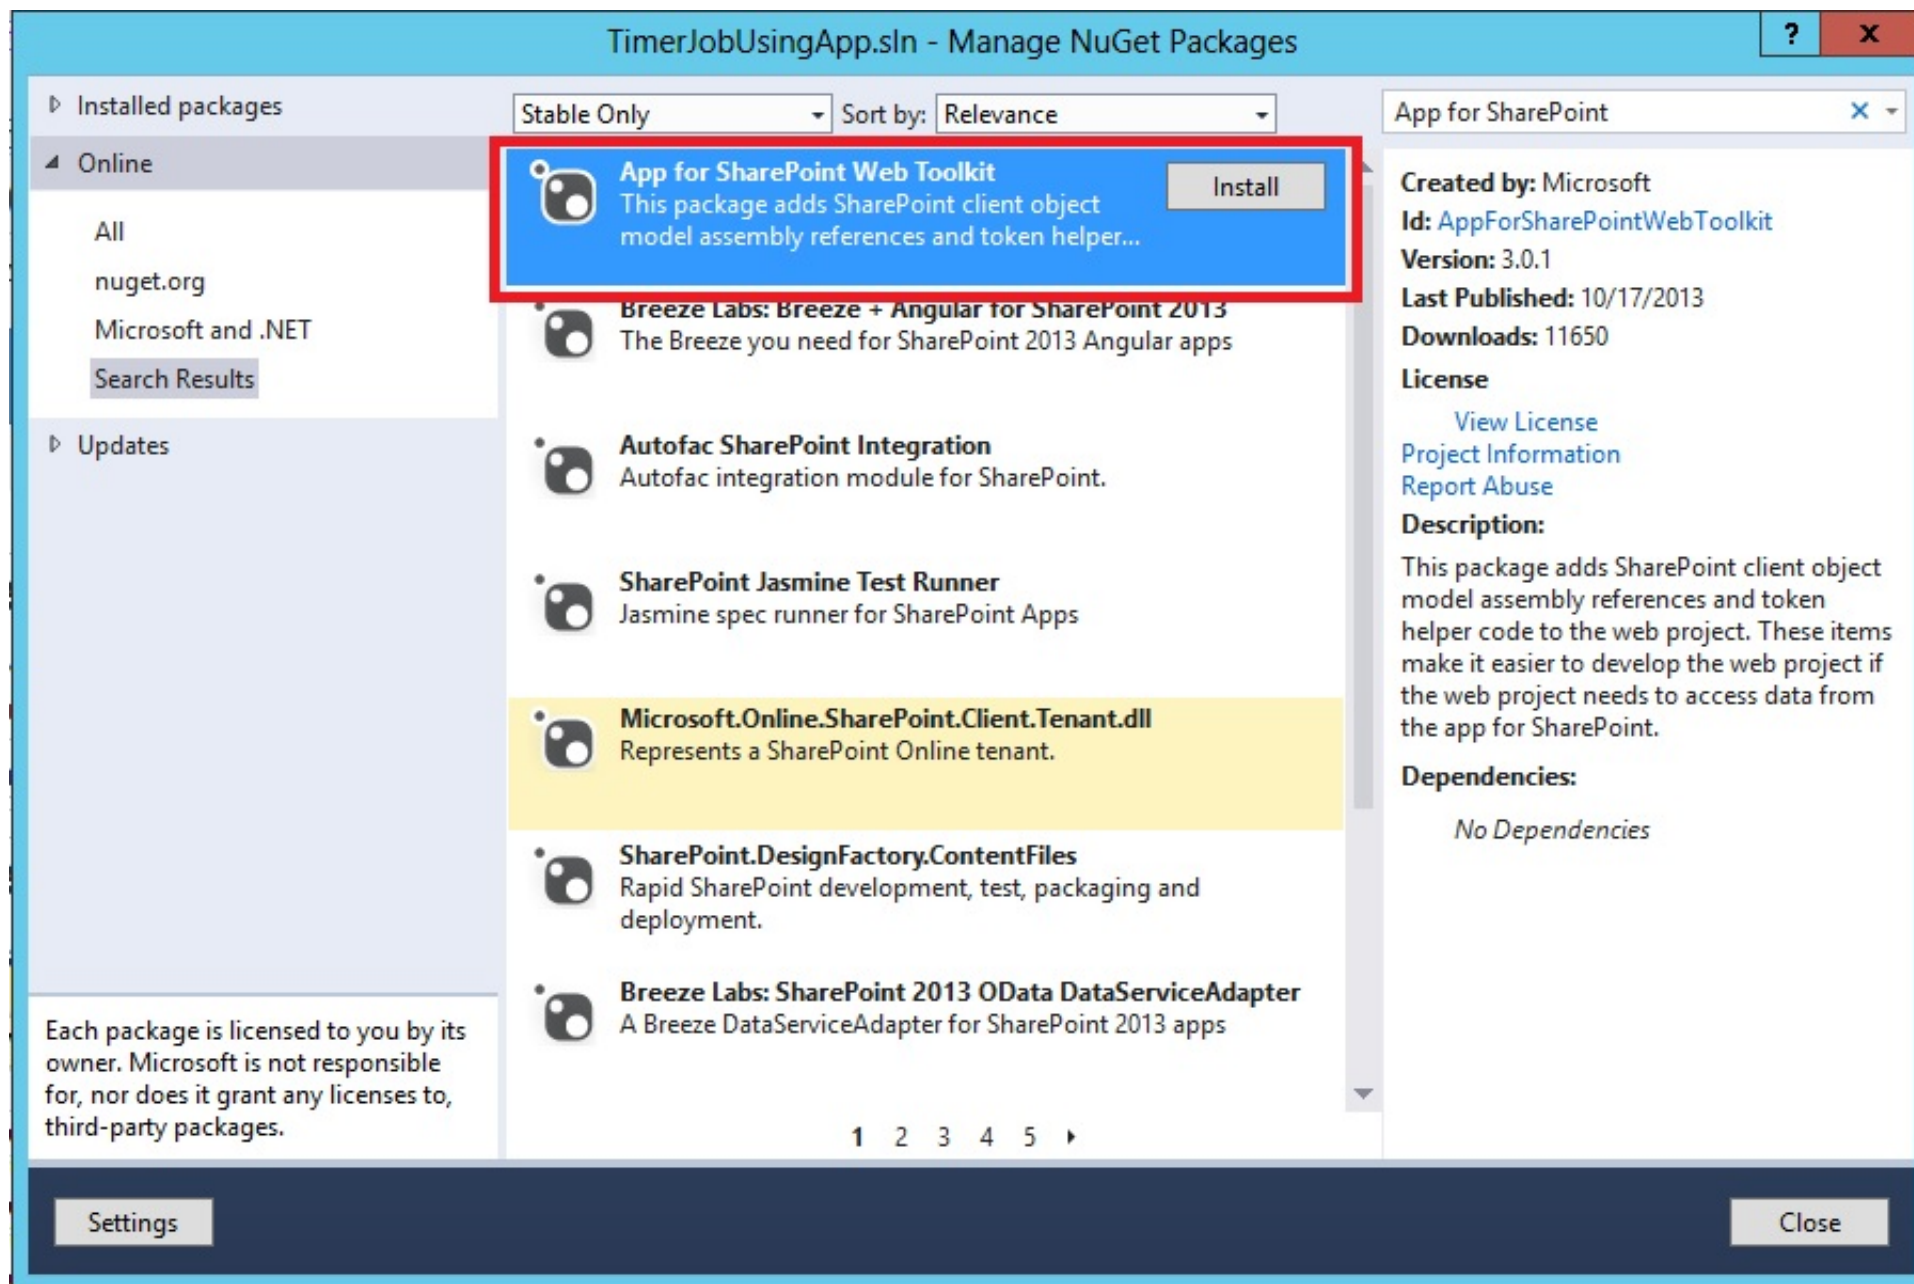 TimerJobUsingApp.sln - Manage NuGet Packages
?
X
Installed packages
Online
All
nuget.org
Microsoft and .NET
Search Results
Updates
Each package is licensed to you by its
owner. Microsoft is not responsible
for, nor does it grant any licenses to,
third-party packages.
Stable Only
Sort by: Relevance
App for SharePoint Web Toolkit
This package adds SharePoint client object
model assembly references and token helper...
Install
Breeze Labs: Breeze + Angular for SharePoint 2013
The Breeze you need for SharePoint 2013 Angular apps
Autofac SharePoint Integration
Autofac integration module for SharePoint.
SharePoint Jasmine Test Runner
Jasmine spec runner for SharePoint Apps
Microsoft.Online.SharePoint.Client.Tenant.dll
Represents a SharePoint Online tenant.
SharePoint.DesignFactory.ContentFiles
Rapid SharePoint development, test, packaging and
deployment.
Breeze Labs: SharePoint 2013 OData DataServiceAdapter
A Breeze DataServiceAdapter for SharePoint 2013 apps
1 2 3 4 5
App for SharePoint
Created by: Microsoft
Id: AppForSharePointWebToolkit
Version: 3.0.1
Last Published: 10/17/2013
Downloads: 11650
License
View License
Project Information
Report Abuse
Description:
This package adds SharePoint client object
model assembly references and token
helper code to the web project. These items
make it easier to develop the web project if
the web project needs to access data from
the app for SharePoint.
Dependencies:
No Dependencies
Settings
Close